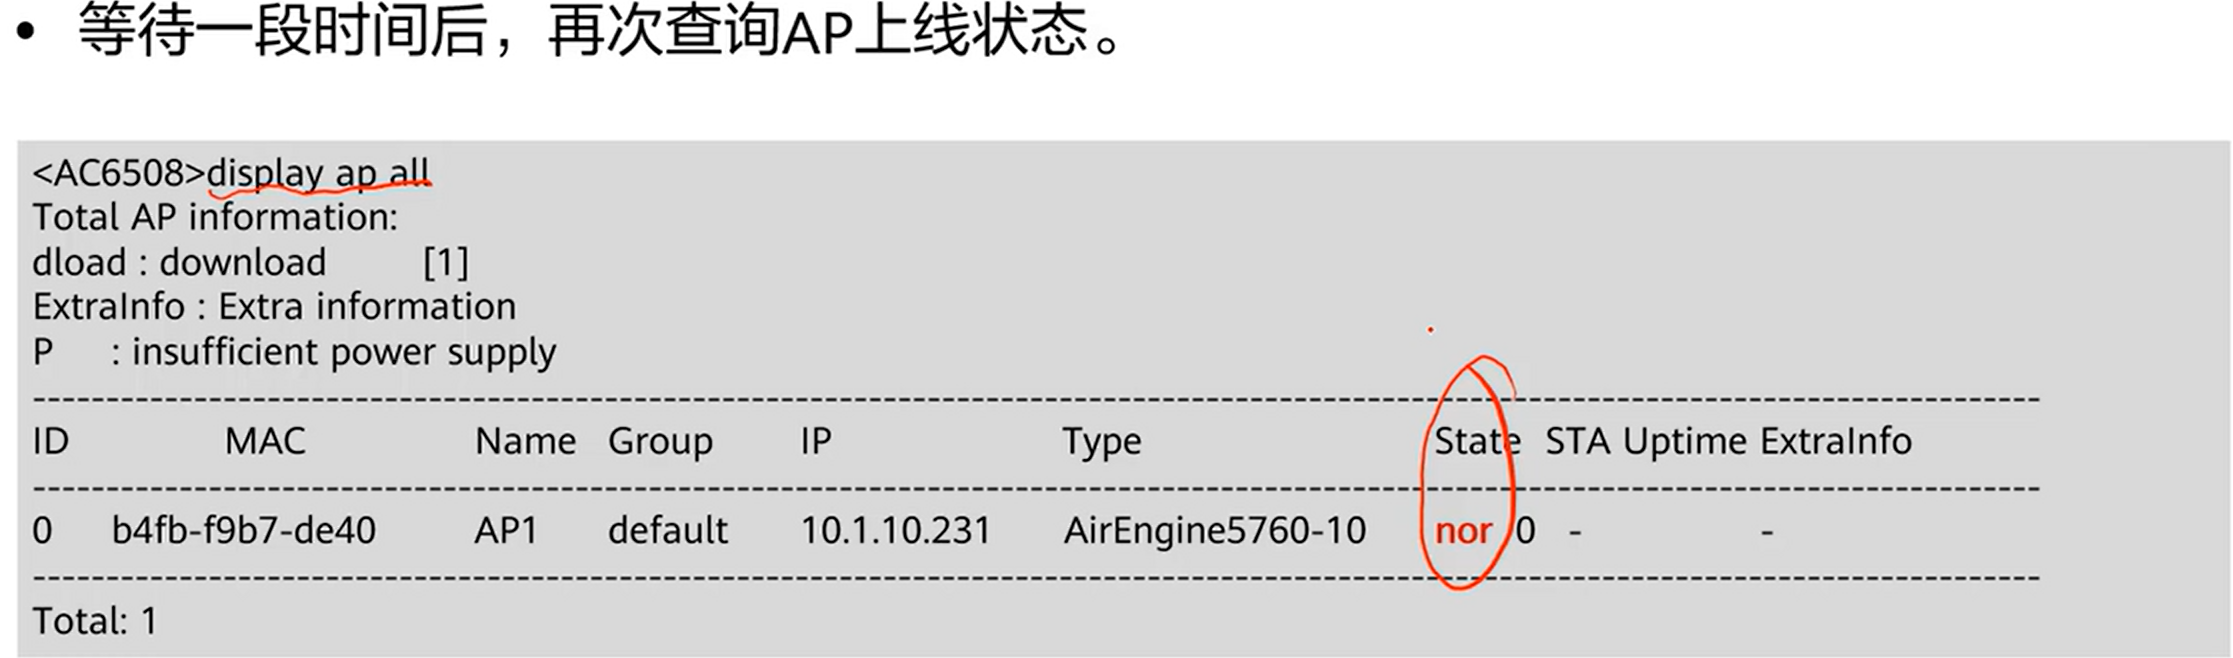 • 等待一段时间后，再次查询AP上线状态。
<AC6508>display ap all
Total AP information:
dload : download [1]
ExtraInfo : Extra information
P : insufficient power supply
--------------------------------------------------------------------------------
ID MAC Name Group IP Type State STA Uptime ExtraInfo
--------------------------------------------------------------------------------
0 b4fb-f9b7-de40 AP1 default 10.1.10.231 AirEngine5760-10 nor 0 - -
--------------------------------------------------------------------------------
Total: 1